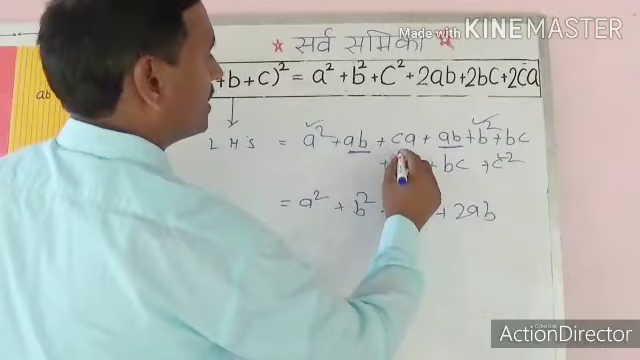 Made with KINEMASTER
सर्व समिका
+ b + c)² = a² + b² + c² + 2ab + 2bc + 2ca
ab
L H S = a² + ab + ca + ab + b² + bc
+ bc + c²
= a² + b² + 2ab
ActionDirector